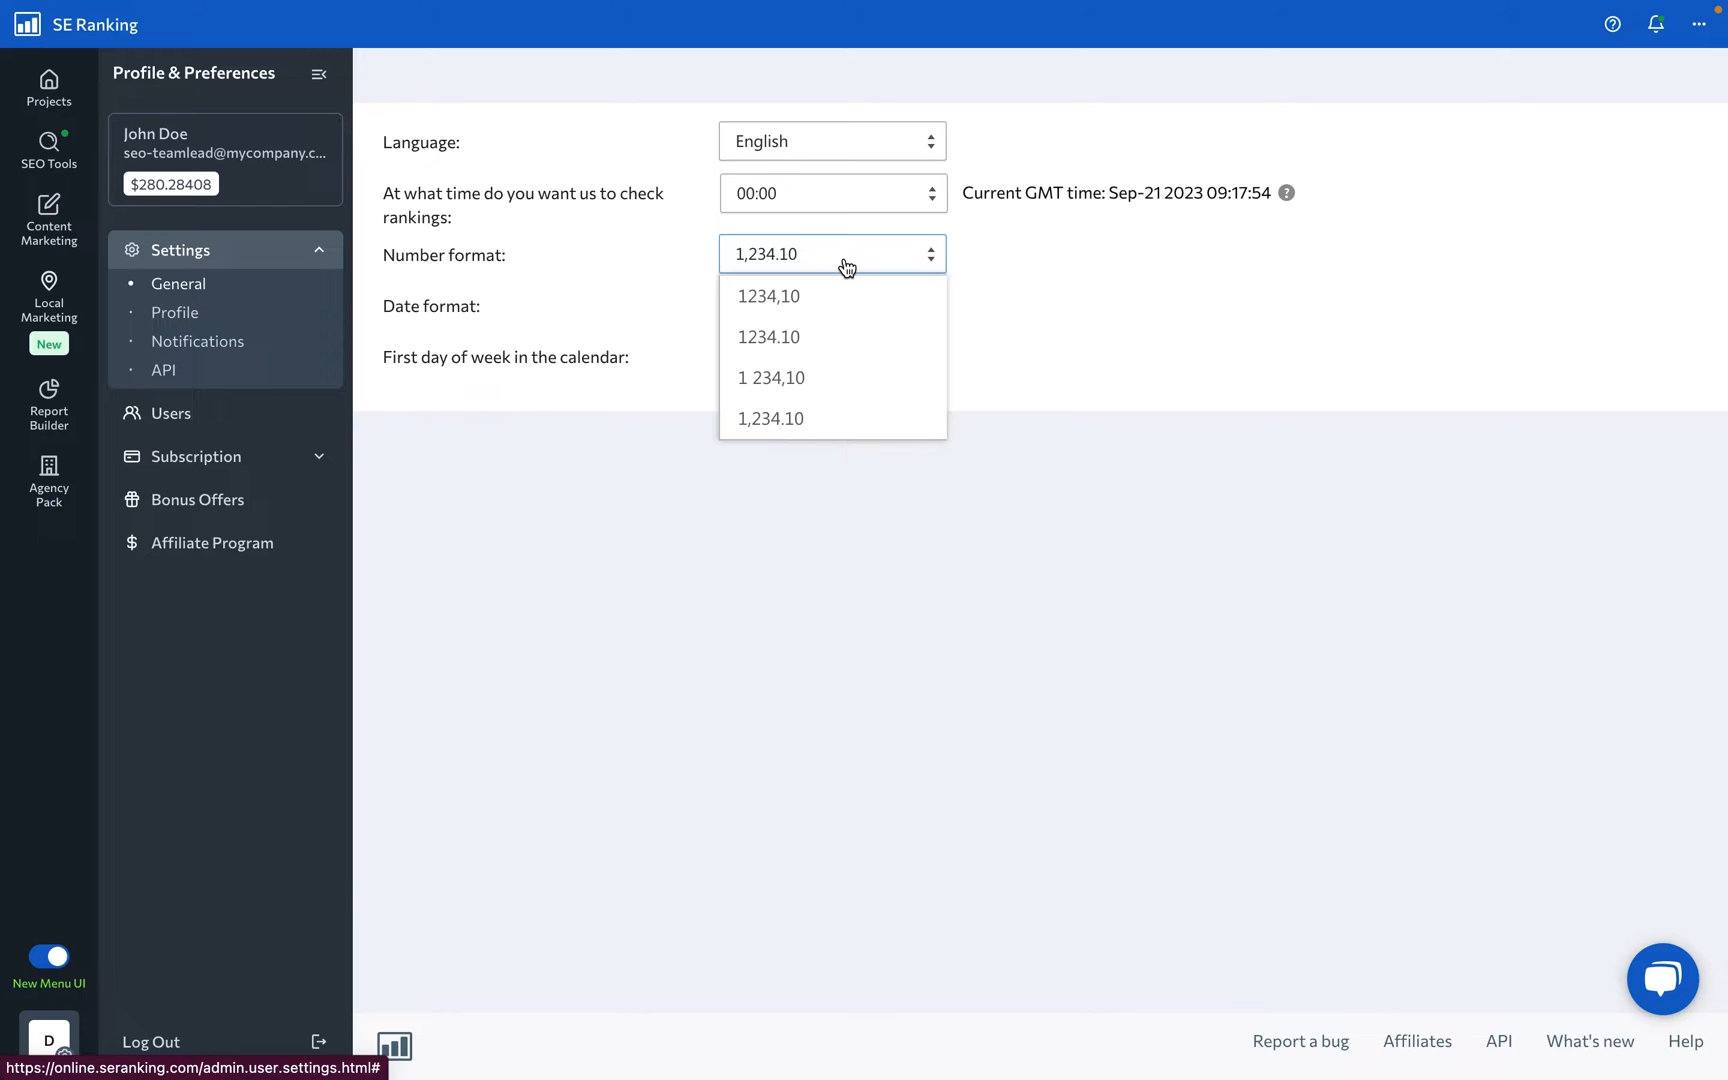 SE Ranking
Projects
SEO Tools
Content
Marketing
Local
Marketing
New
Report
Builder
Agency
Pack
New Menu UI
D
Profile & Preferences
John Doe
seo-teamlead@mycompany.c...
$280.28408
Settings
• General
· Profile
· Notifications
· API
Users
Subscription
Bonus Offers
$ Affiliate Program
Log Out
https://online.seranking.com/admin.user.settings.html#
Language:
English
At what time do you want us to check
rankings:
00:00
Current GMT time: Sep-21 2023 09:17:54 ?
Number format:
1,234.10
1234,10
1234.10
1 234,10
1,234.10
Date format:
First day of week in the calendar:
Report a bug
Affiliates
API
What's new
Help